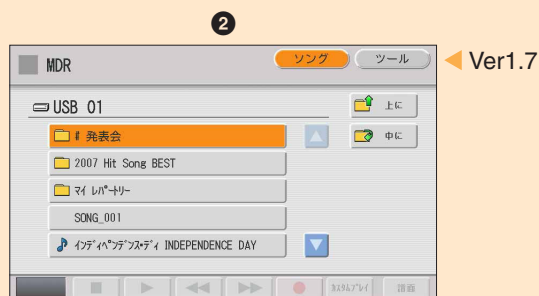 ❷
MDR ソング ツール Ver1.7
USB 01 上に
# 発表会 中に
2007 Hit Song BEST
マイ レパートリー
SONG_001
インディペンデンス・デイ INDEPENDENCE DAY
カスタムプレイ 譜面